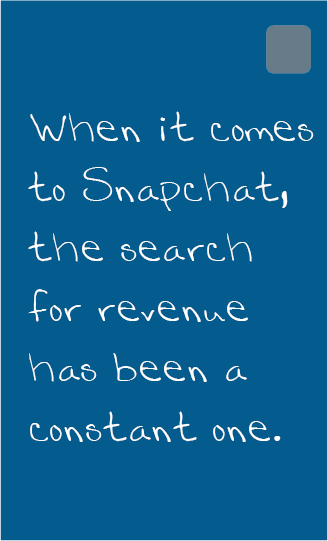 When it comes
to Snapchat,
the search
for revenue
has been a
constant one.